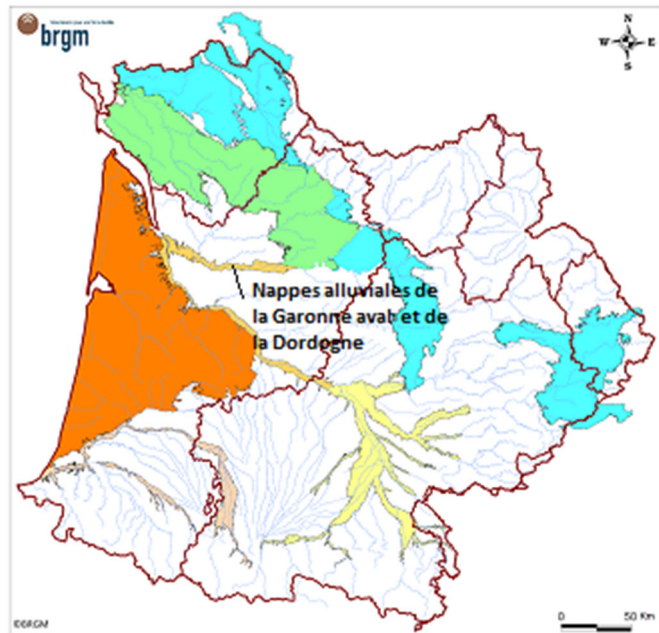 brgm
N
W E
S
Nappes alluviales de
la Garonne aval et de
la Dordogne
©BRGM
0 50 Km